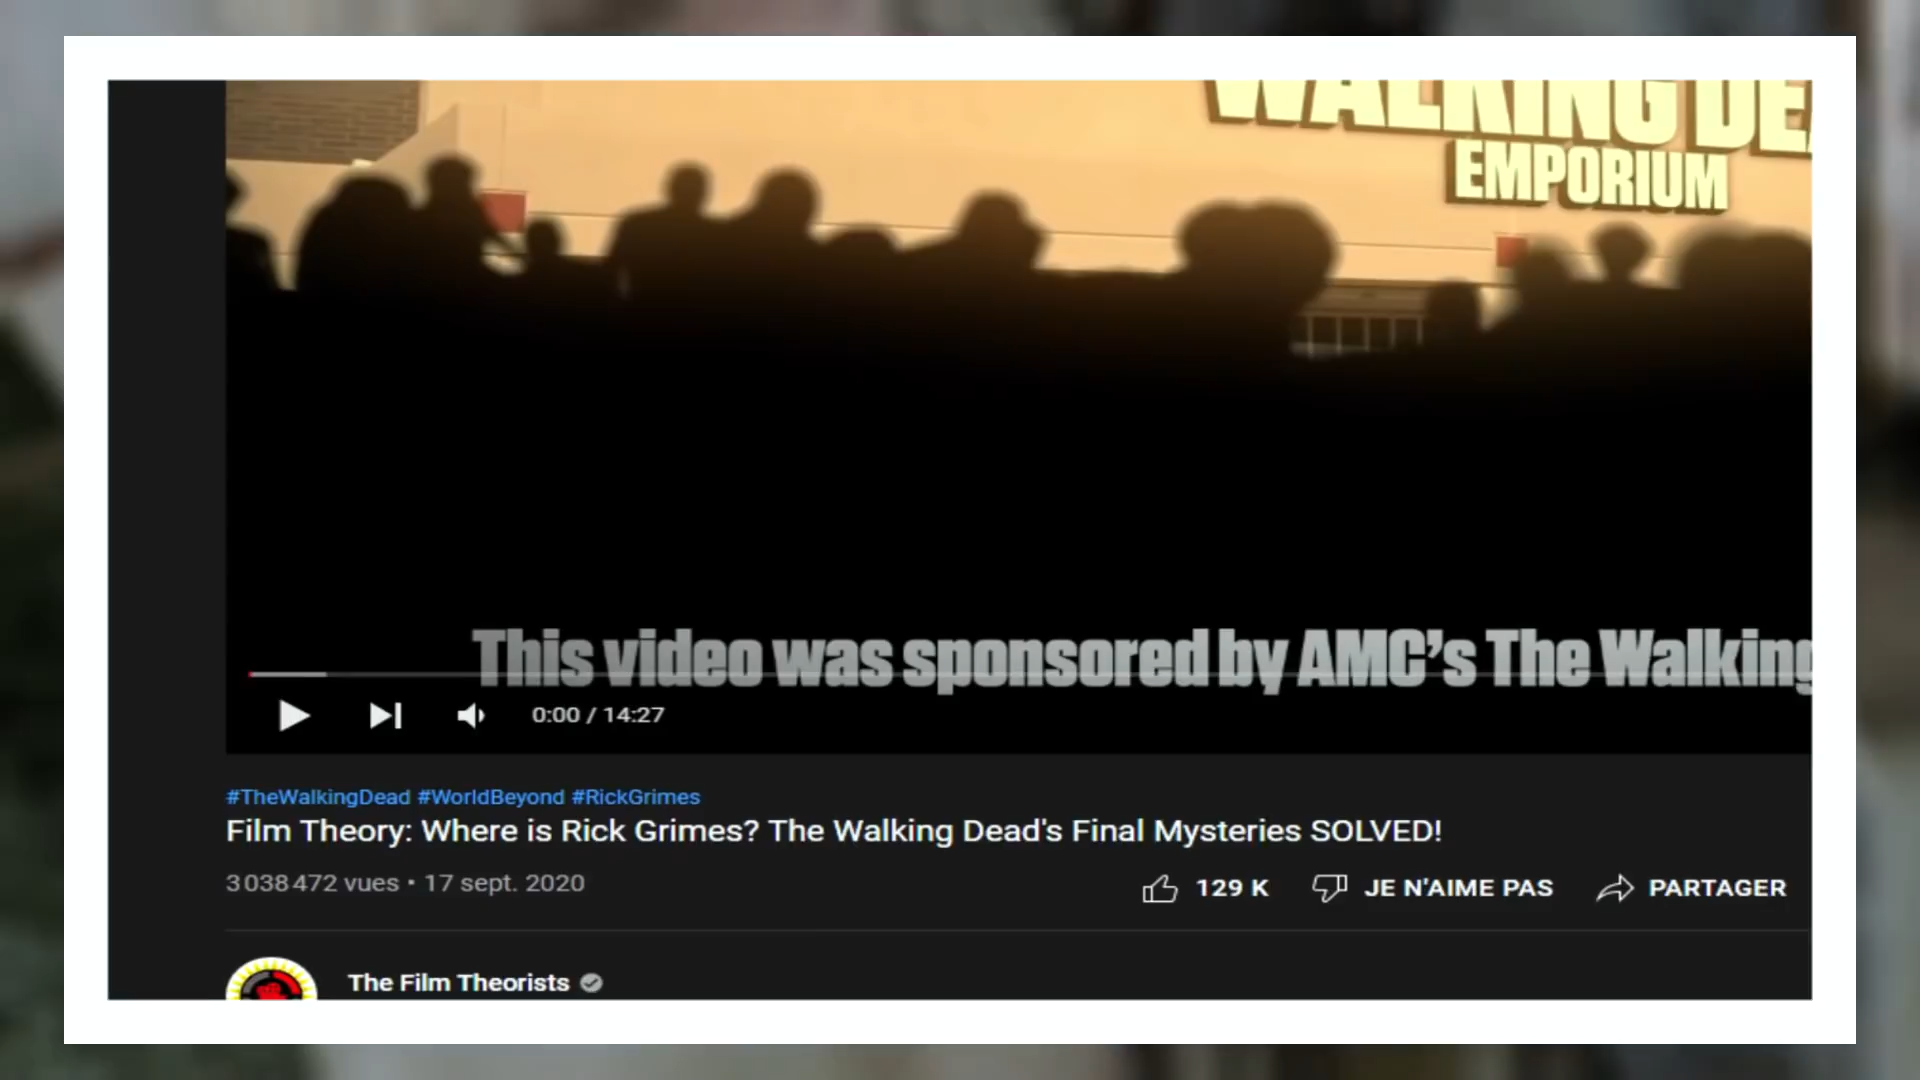 WALKING DEA
EMPORIUM
This video was sponsored by AMC's The Walking
0:00 / 14:27
#TheWalkingDead #WorldBeyond #RickGrimes
Film Theory: Where is Rick Grimes? The Walking Dead's Final Mysteries SOLVED!
3 038 472 vues • 17 sept. 2020
129 K JE N'AIME PAS PARTAGER
The Film Theorists